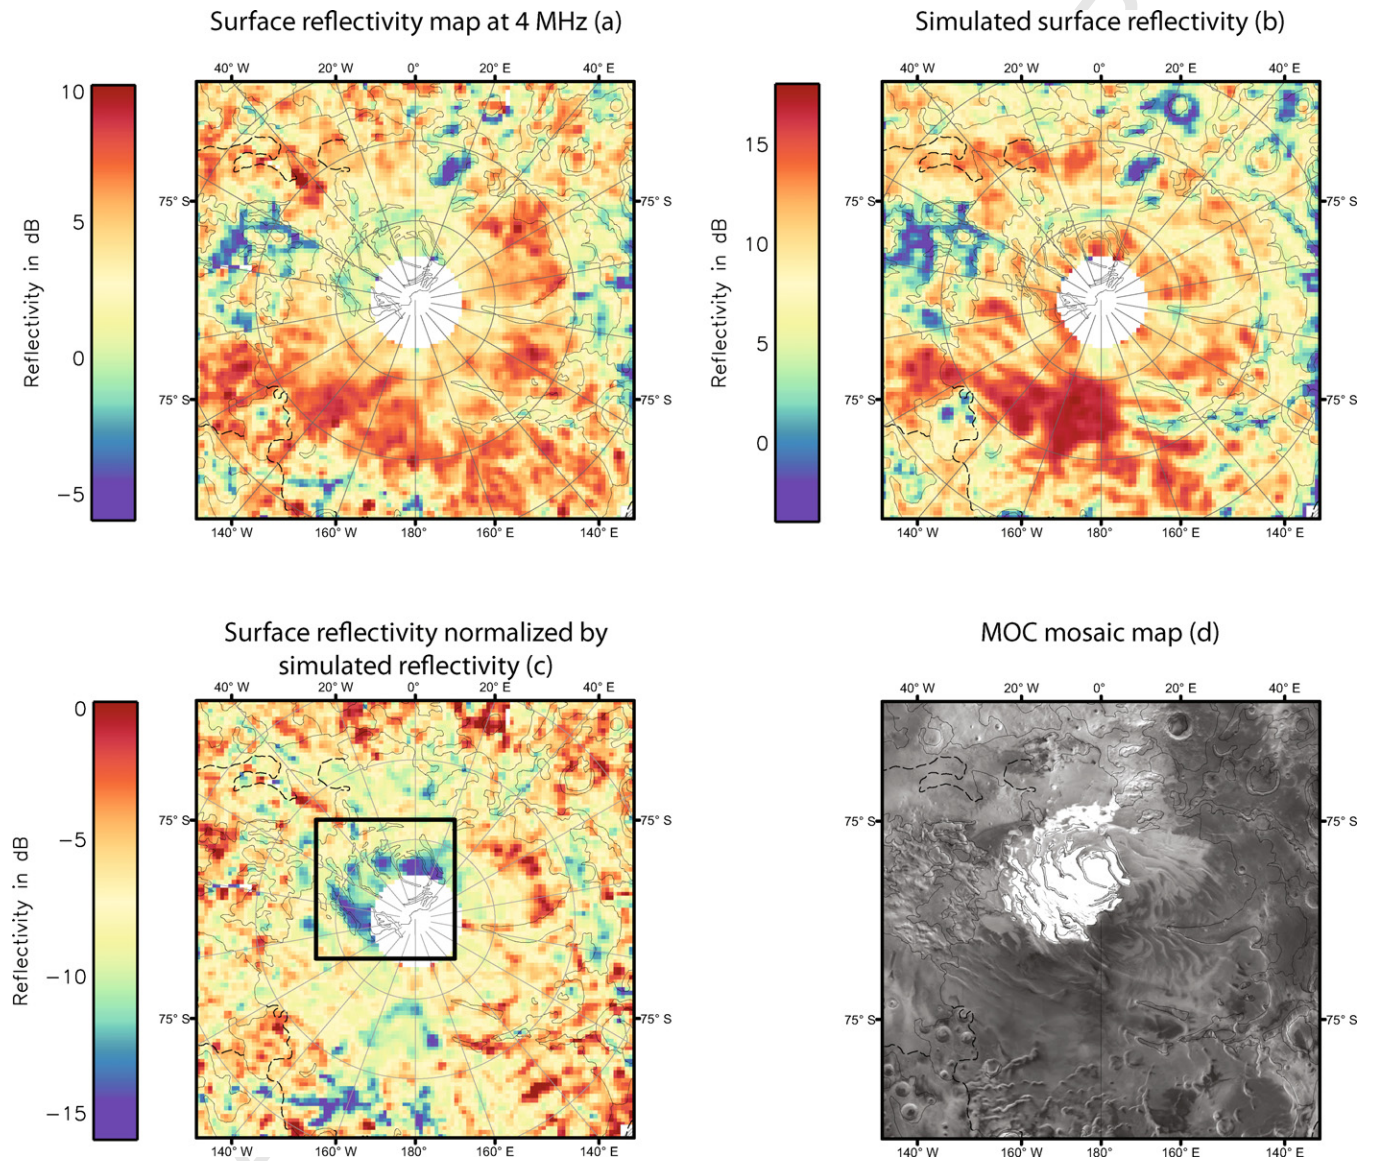 Surface reflectivity map at 4 MHz (a)
Simulated surface reflectivity (b)
40° W 20° W 0° 20° E 40° E
40° W 20° W 0° 20° E 40° E
10
5
0
−5
Reflectivity in dB
75° S 75° S
75° S 75° S
140° W 160° W 180° 160° E 140° E
15
10
5
0
Reflectivity in dB
75° S 75° S
75° S 75° S
140° W 160° W 180° 160° E 140° E
Surface reflectivity normalized by
simulated reflectivity (c)
MOC mosaic map (d)
40° W 20° W 0° 20° E 40° E
40° W 20° W 0° 20° E 40° E
0
−5
−10
−15
Reflectivity in dB
75° S 75° S
75° S 75° S
140° W 160° W 180° 160° E 140° E
75° S 75° S
75° S 75° S
140° W 160° W 180° 160° E 140° E